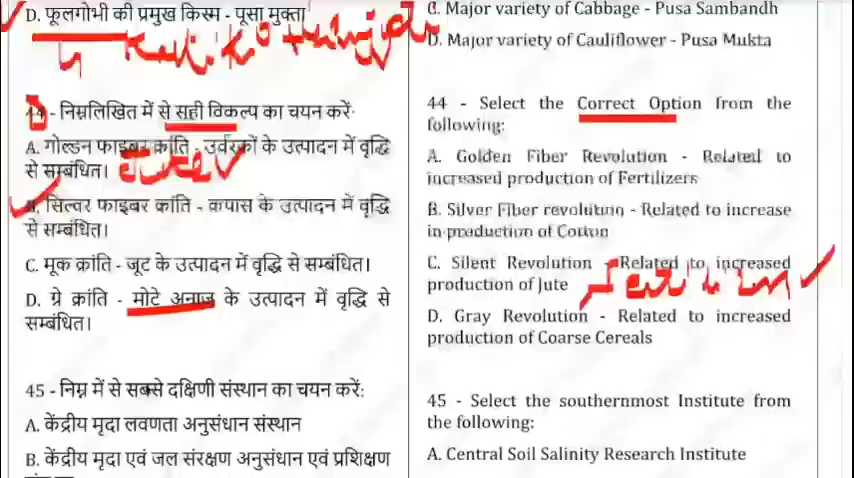 D. फूलगोभी की प्रमुख किस्म - पूसा मुक्ता
44 - निम्नलिखित में से सही विकल्प का चयन करें-
A. गोल्डन फाइबर क्रांति - उर्वरकों के उत्पादन में वृद्धि
से सम्बंधित।
B. सिल्वर फाइबर क्रांति - कपास के उत्पादन में वृद्धि
से सम्बंधित।
C. मूक क्रांति - जूट के उत्पादन में वृद्धि से सम्बंधित।
D. ग्रे क्रांति - मोटे अनाज के उत्पादन में वृद्धि से
सम्बंधित।
45 - निम्न में से सबसे दक्षिणी संस्थान का चयन करें:
A. केंद्रीय मृदा लवणता अनुसंधान संस्थान
B. केंद्रीय मृदा एवं जल संरक्षण अनुसंधान एवं प्रशिक्षण
C. Major variety of Cabbage - Pusa Sambandh
D. Major variety of Cauliflower - Pusa Mukta
44 - Select the Correct Option from the
following:
A. Golden Fiber Revolution - Related to
increased production of Fertilizers
B. Silver Fiber revolution - Related to increase
in production of Cotton
C. Silent Revolution - Related to increased
production of Jute
D. Gray Revolution - Related to increased
production of Coarse Cereals
45 - Select the southernmost Institute from
the following:
A. Central Soil Salinity Research Institute